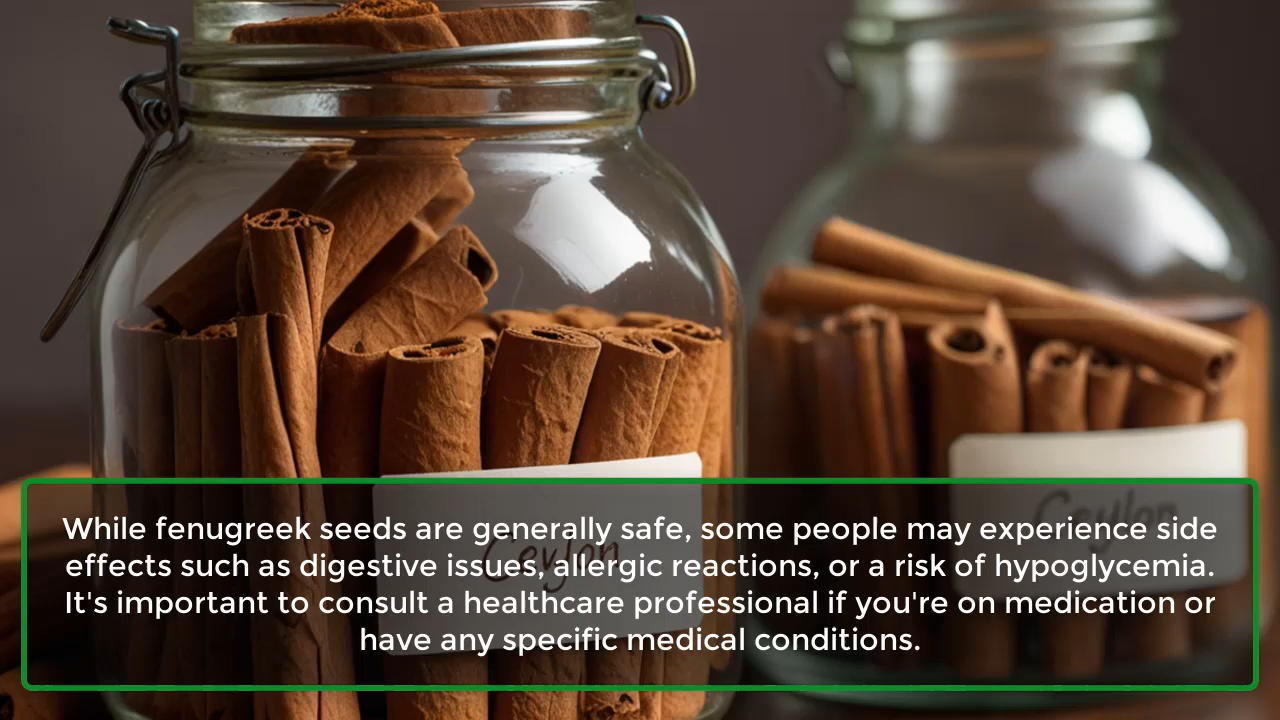 While fenugreek seeds are generally safe, some people may experience side
effects such as digestive issues, allergic reactions, or a risk of hypoglycemia.
It's important to consult a healthcare professional if you're on medication or
have any specific medical conditions.
Ceylon
Ceylon